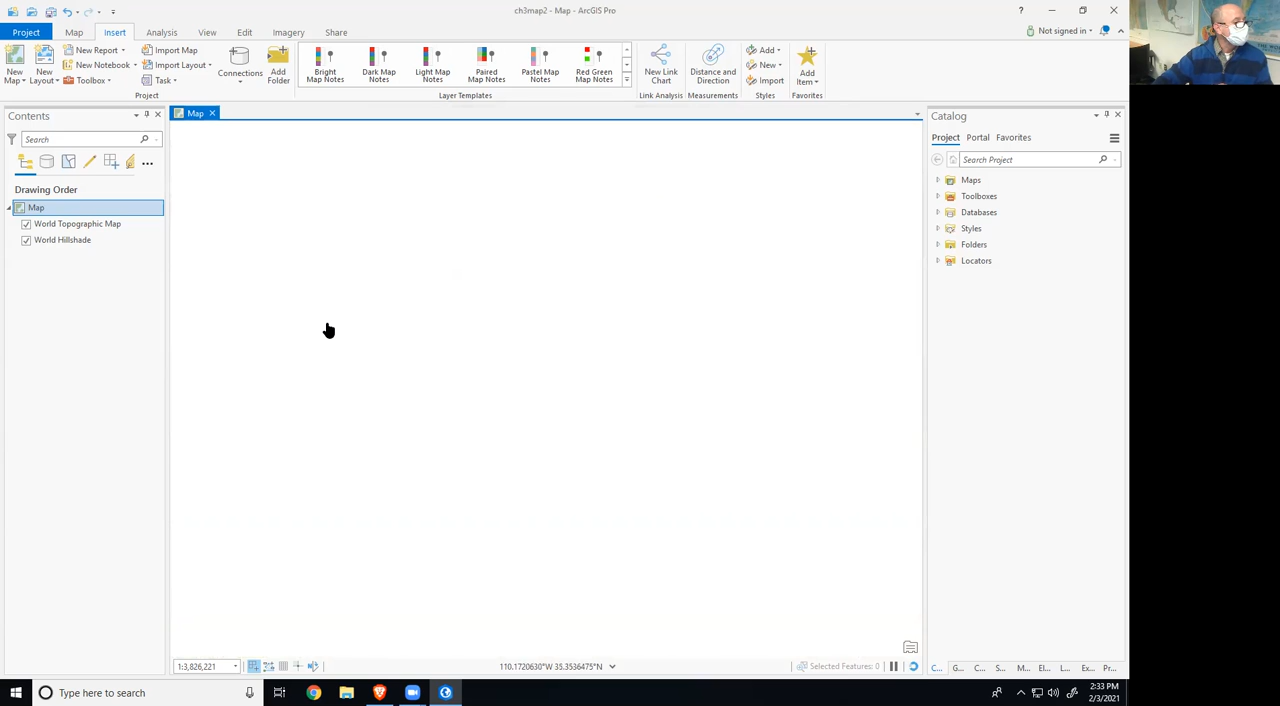 ch3map2 - Map - ArcGIS Pro
?
Project Map Insert Analysis View Edit Imagery Share
Not signed in
New Map
New Layout
New Report
New Notebook
Toolbox
Import Map
Import Layout
Task
Project
Connections
Add Folder
Bright Map Notes
Dark Map Notes
Light Map Notes
Paired Map Notes
Pastel Map Notes
Red Green Map Notes
Layer Templates
New Link Chart
Link Analysis
Distance and Direction
Measurements
Add
New
Import
Styles
Add Item
Favorites
Contents
Search
Drawing Order
Map
World Topographic Map
World Hillshade
Map
Catalog
Project Portal Favorites
Search Project
Maps
Toolboxes
Databases
Styles
Folders
Locators
1:3,826,221
110.1720630°W 35.3536475°N
Selected Features: 0
C... G... C... S... M... El... L... Ex... Pr...
Type here to search
2:33 PM
2/3/2021